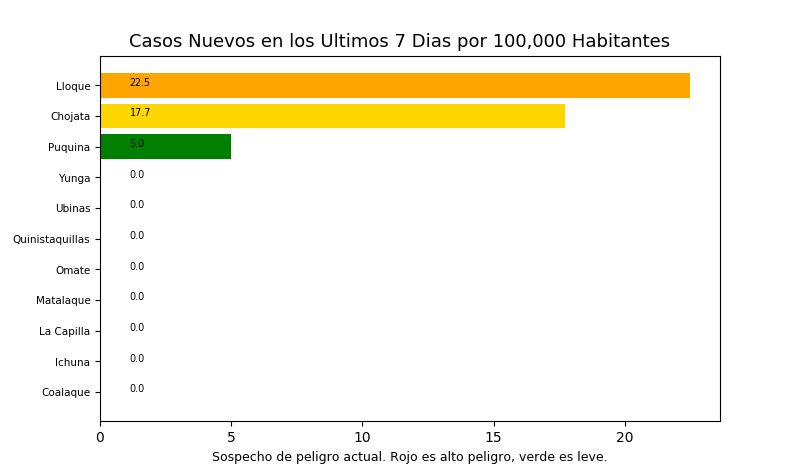 Casos Nuevos en los Ultimos 7 Dias por 100,000 Habitantes
Lloque 22.5
Chojata 17.7
Puquina 5.0
Yunga 0.0
Ubinas 0.0
Quinistaquillas 0.0
Omate 0.0
Matalaque 0.0
La Capilla 0.0
Ichuna 0.0
Coalaque 0.0
0 5 10 15 20
Sospecho de peligro actual. Rojo es alto peligro, verde es leve.